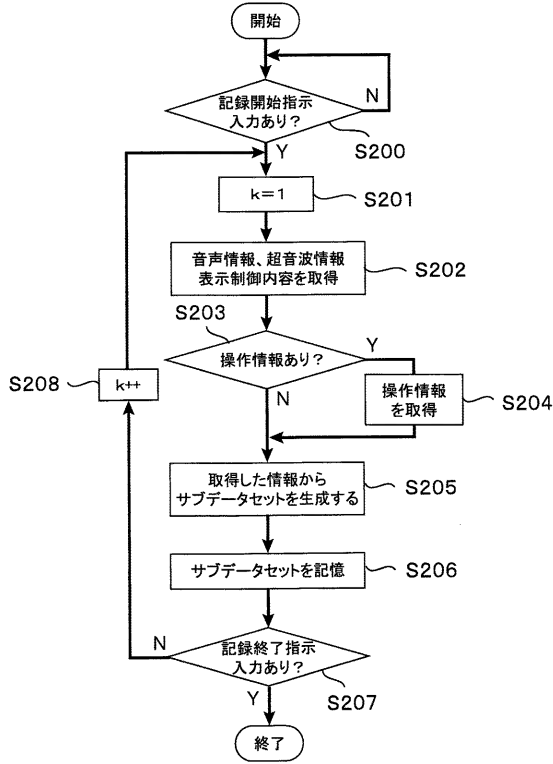 開始
記録開始指示
入力あり?
N
S200
Y
k=1
S201
音声情報、超音波情報
表示制御内容を取得
S202
S203
操作情報あり?
Y
N
操作情報
を取得
S204
S208
k++
取得した情報から
サブデータセットを生成する
S205
サブデータセットを記憶
S206
記録終了指示
入力あり?
N
S207
Y
終了